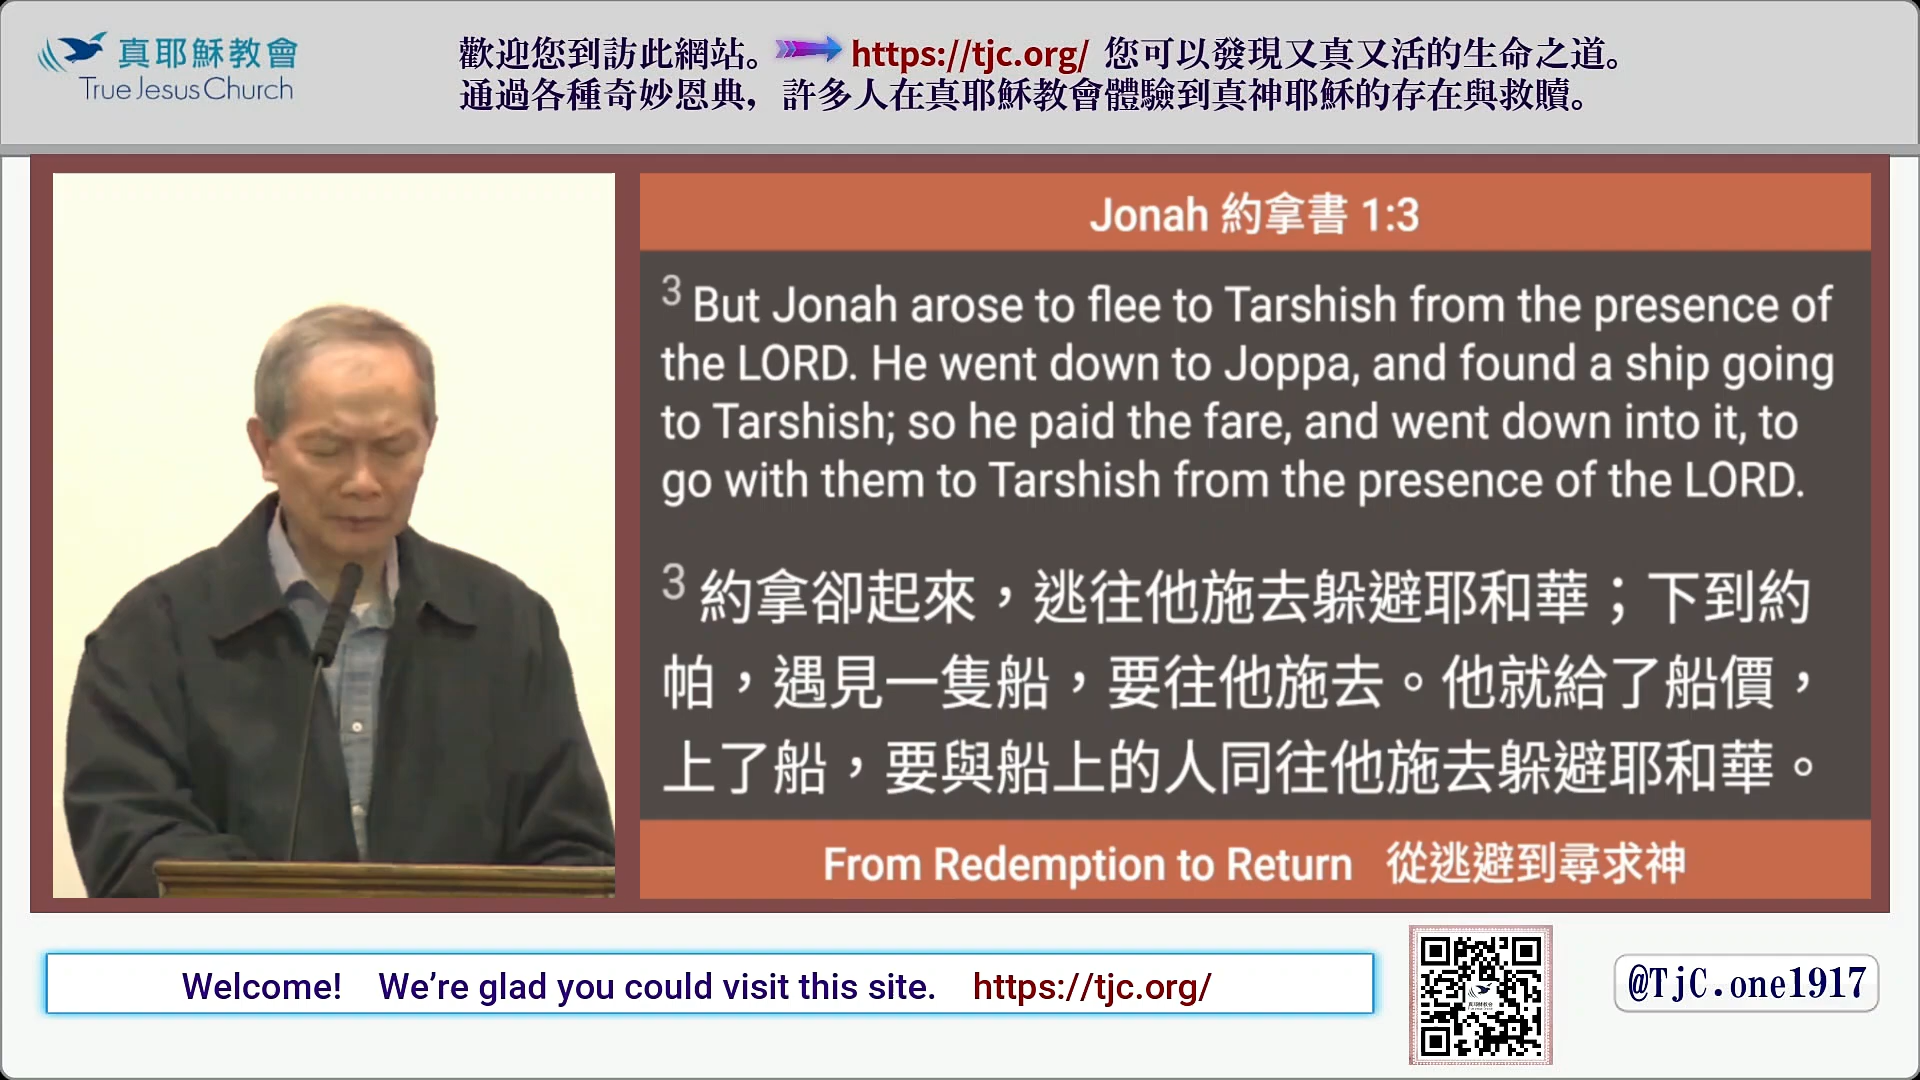 真耶穌教會
True Jesus Church
歡迎您到訪此網站。 https://tjc.org/ 您可以發現又真又活的生命之道。
通過各種奇妙恩典，許多人在真耶穌教會體驗到真神耶穌的存在與救贖。
Jonah 約拿書 1:3
3 But Jonah arose to flee to Tarshish from the presence of
the LORD. He went down to Joppa, and found a ship going
to Tarshish; so he paid the fare, and went down into it, to
go with them to Tarshish from the presence of the LORD.
3 約拿卻起來，逃往他施去躲避耶和華；下到約
帕，遇見一隻船，要往他施去。他就給了船價，
上了船，要與船上的人同往他施去躲避耶和華。
From Redemption to Return 從逃避到尋求神
Welcome! We’re glad you could visit this site. https://tjc.org/
@TjC.one1917